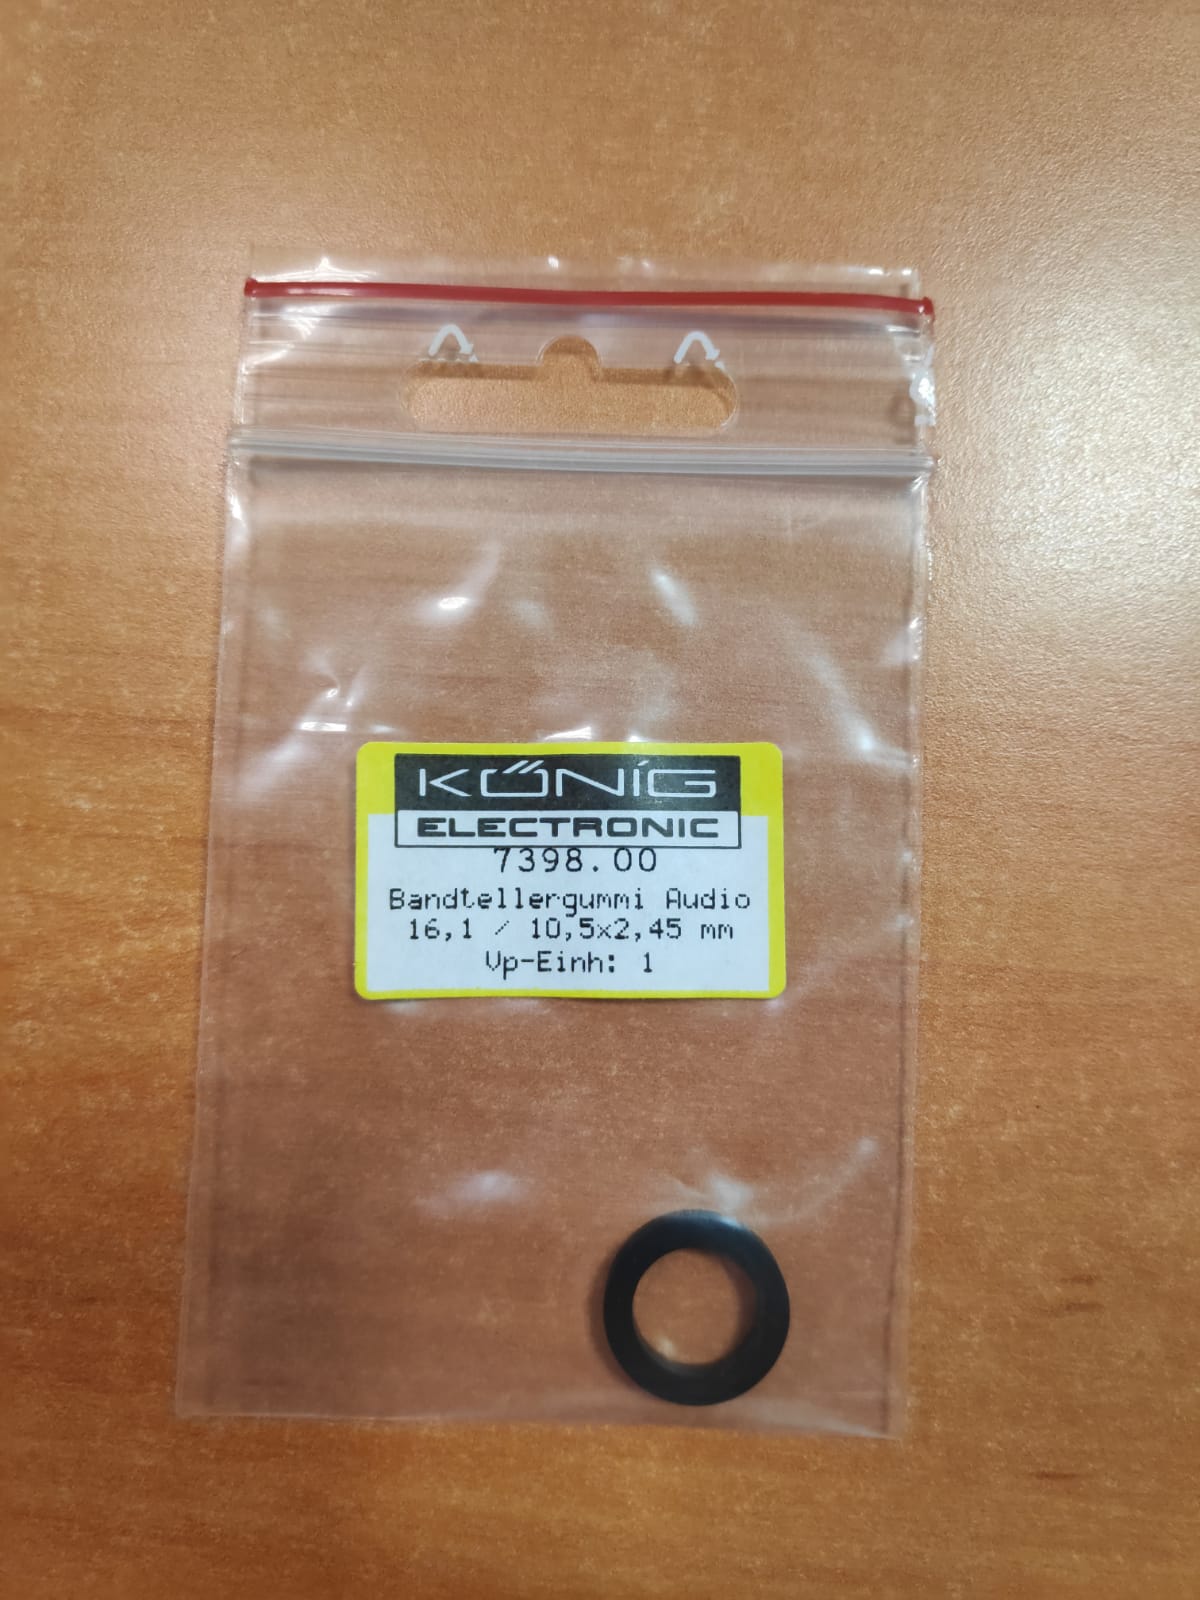 KÖNIG
ELECTRONIC
7398.00
Bandtellergummi Audio
16,1 / 10,5x2,45 mm
Vp-Einh: 1